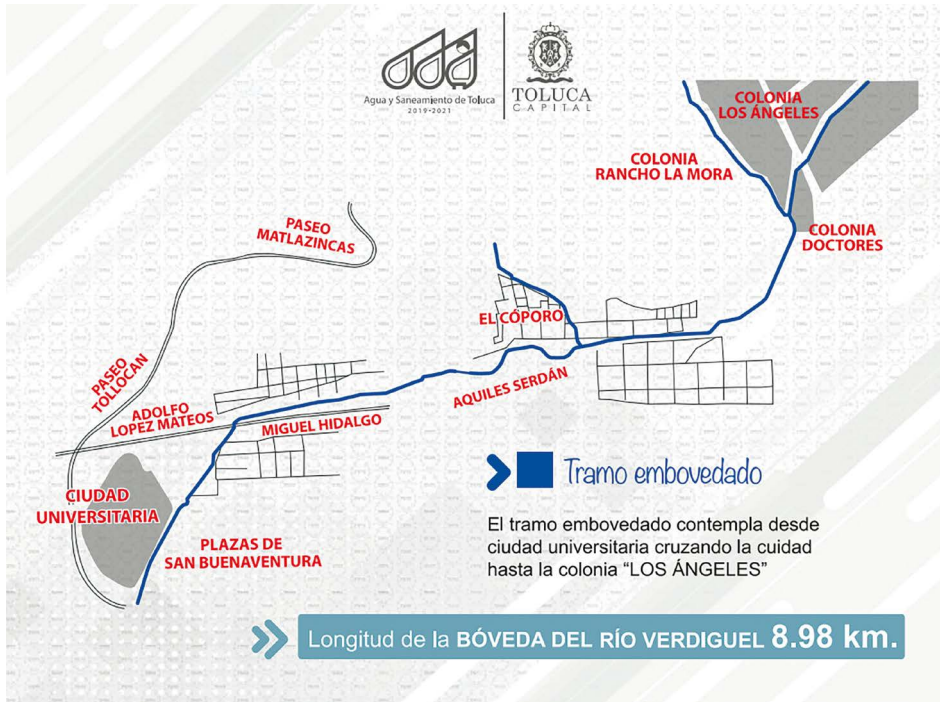 Agua y Saneamiento de Toluca
2019-2021
TOLUCA
CAPITAL
COLONIA
LOS ÁNGELES
COLONIA
RANCHO LA MORA
COLONIA
DOCTORES
PASEO
MATLAZINCAS
EL CÓPORO
PASEO
TOLLOCAN
AQUILES SERDÁN
ADOLFO
LOPEZ MATEOS
MIGUEL HIDALGO
CIUDAD
UNIVERSITARIA
PLAZAS DE
SAN BUENAVENTURA
Tramo embovedado
El tramo embovedado contempla desde
ciudad universitaria cruzando la cuidad
hasta la colonia “LOS ÁNGELES”
Longitud de la BÓVEDA DEL RÍO VERDIGUEL 8.98 km.